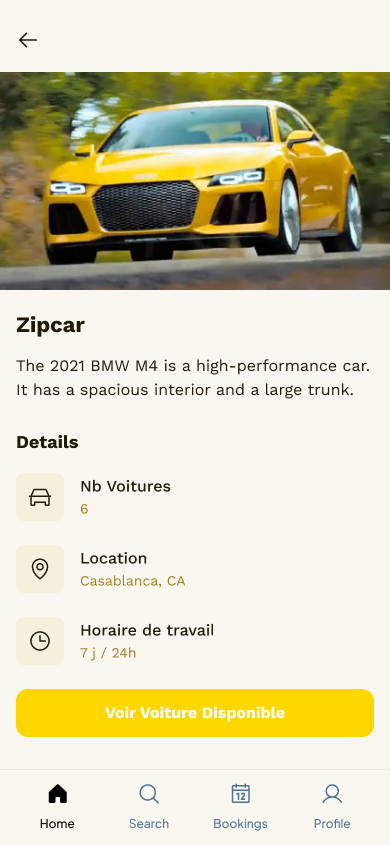 Zipcar
The 2021 BMW M4 is a high-performance car.
It has a spacious interior and a large trunk.
Details
Nb Voitures
6
Location
Casablanca, CA
Horaire de travail
7 j / 24h
Voir Voiture Disponible
12
Home
Search
Bookings
Profile